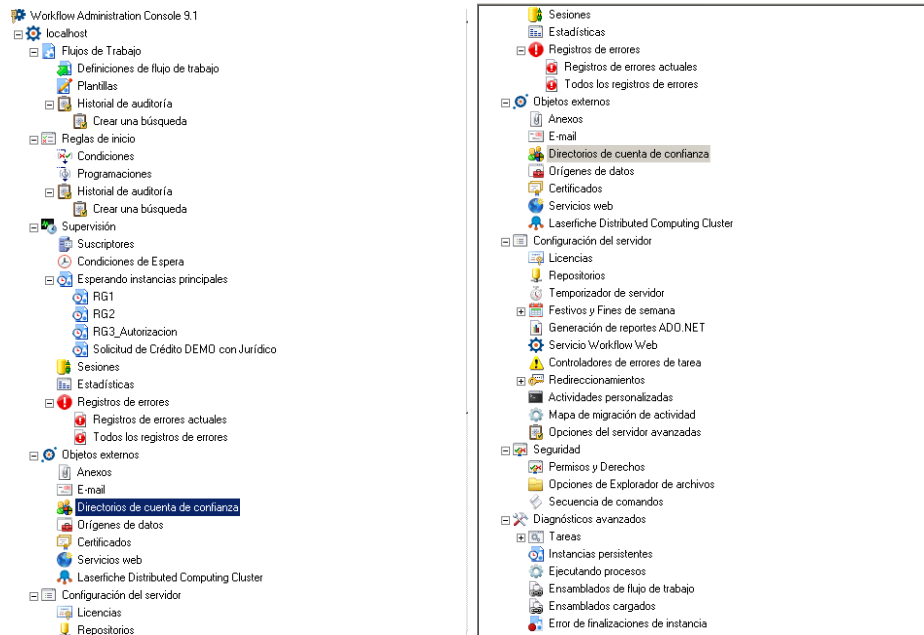 Workflow Administration Console 9.1
localhost
Flujos de Trabajo
Definiciones de flujo de trabajo
Plantillas
Historial de auditoría
Crear una búsqueda
Reglas de inicio
Condiciones
Programaciones
Historial de auditoría
Crear una búsqueda
Supervisión
Suscriptores
Condiciones de Espera
Esperando instancias principales
RG1
RG2
RG3_Autorizacion
Solicitud de Crédito DEMO con Jurídico
Sesiones
Estadísticas
Registros de errores
Registros de errores actuales
Todos los registros de errores
Objetos externos
Anexos
E-mail
Directorios de cuenta de confianza
Orígenes de datos
Certificados
Servicios web
Laserfiche Distributed Computing Cluster
Configuración del servidor
Licencias
Repositorios
Sesiones
Estadísticas
Registros de errores
Registros de errores actuales
Todos los registros de errores
Objetos externos
Anexos
E-mail
Directorios de cuenta de confianza
Orígenes de datos
Certificados
Servicios web
Laserfiche Distributed Computing Cluster
Configuración del servidor
Licencias
Repositorios
Temporizador de servidor
Festivos y Fines de semana
Generación de reportes ADO.NET
Servicio Workflow Web
Controladores de errores de tarea
Redireccionamientos
Actividades personalizadas
Mapa de migración de actividad
Opciones del servidor avanzadas
Seguridad
Permisos y Derechos
Opciones de Explorador de archivos
Secuencia de comandos
Diagnósticos avanzados
Tareas
Instancias persistentes
Ejecutando procesos
Ensamblados de flujo de trabajo
Ensamblados cargados
Error de finalizaciones de instancia